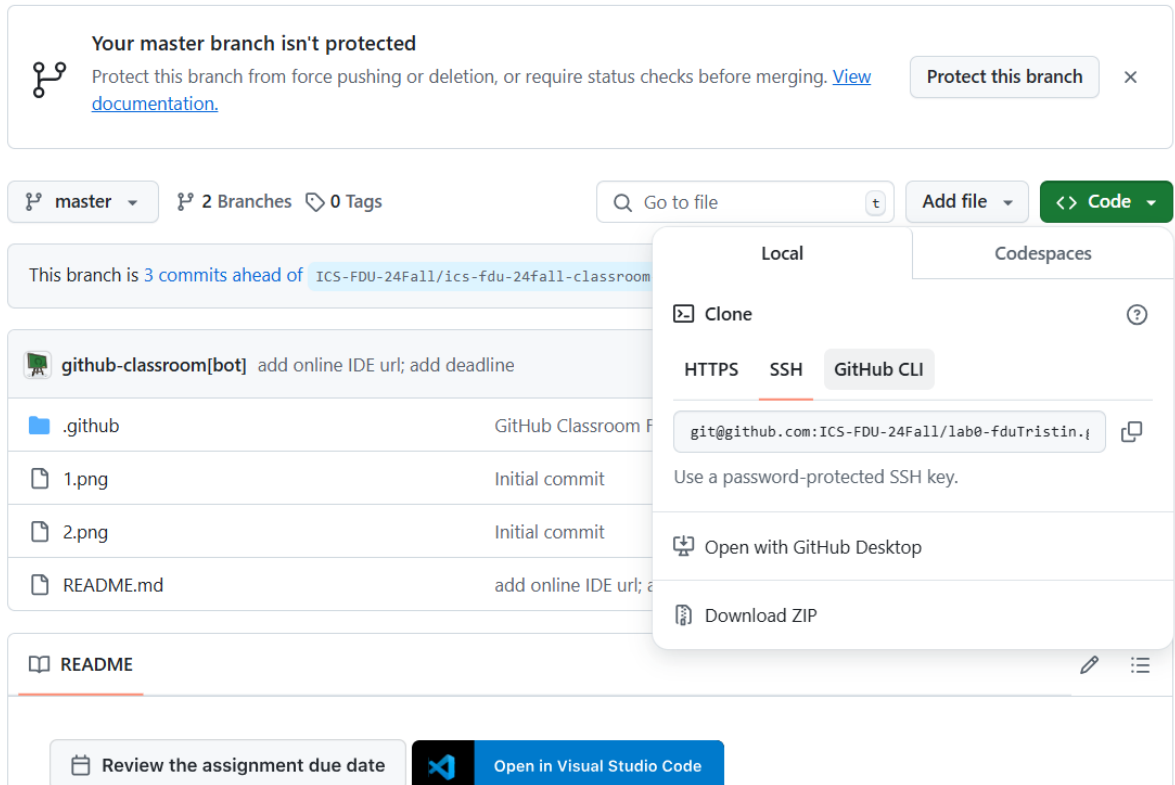 Your master branch isn't protected
Protect this branch from force pushing or deletion, or require status checks before merging. View
documentation.
Protect this branch
master
2 Branches
0 Tags
Go to file
t
Add file
<> Code
This branch is 3 commits ahead of ICS-FDU-24Fall/ics-fdu-24fall-classroom
Local
Codespaces
Clone
HTTPS
SSH
GitHub CLI
git@github.com:ICS-FDU-24Fall/lab0-fduTristin.g
Use a password-protected SSH key.
Open with GitHub Desktop
Download ZIP
github-classroom[bot] add online IDE url; add deadline
.github GitHub Classroom F
1.png Initial commit
2.png Initial commit
README.md add online IDE url; a
README
Review the assignment due date
Open in Visual Studio Code